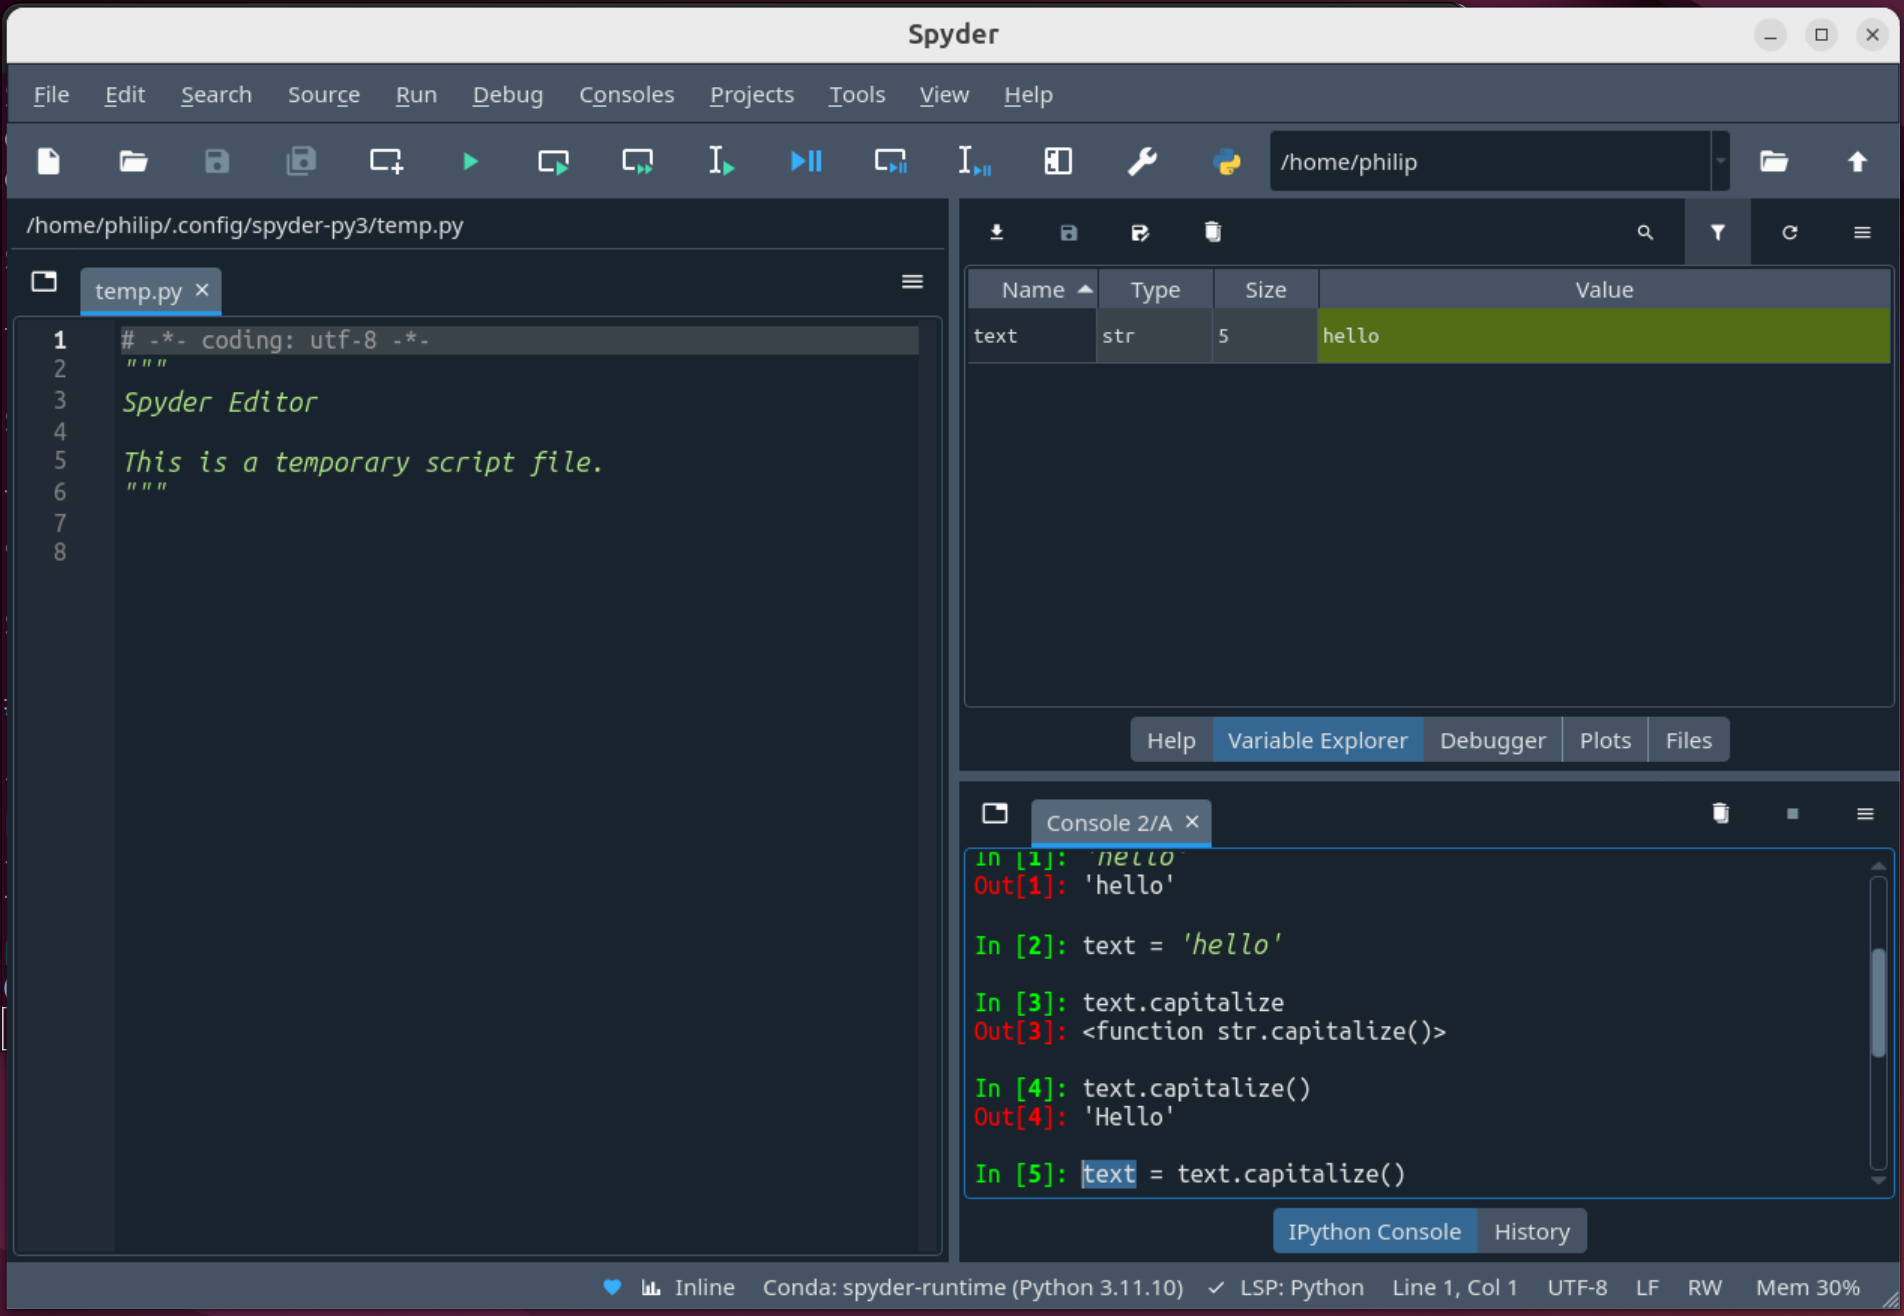 Spyder
File Edit Search Source Run Debug Consoles Projects Tools View Help
/home/philip
/home/philip/.config/spyder-py3/temp.py
temp.py
1 # -*- coding: utf-8 -*-
2 """
3 Spyder Editor
4
5 This is a temporary script file.
6 """
7
8
Name Type Size Value
text str 5 hello
Help Variable Explorer Debugger Plots Files
Console 2/A
In [1]: 'hello'
Out[1]: 'hello'
In [2]: text = 'hello'
In [3]: text.capitalize
Out[3]: <function str.capitalize()>
In [4]: text.capitalize()
Out[4]: 'Hello'
In [5]: text = text.capitalize()
IPython Console History
Inline Conda: spyder-runtime (Python 3.11.10) LSP: Python Line 1, Col 1 UTF-8 LF RW Mem 30%